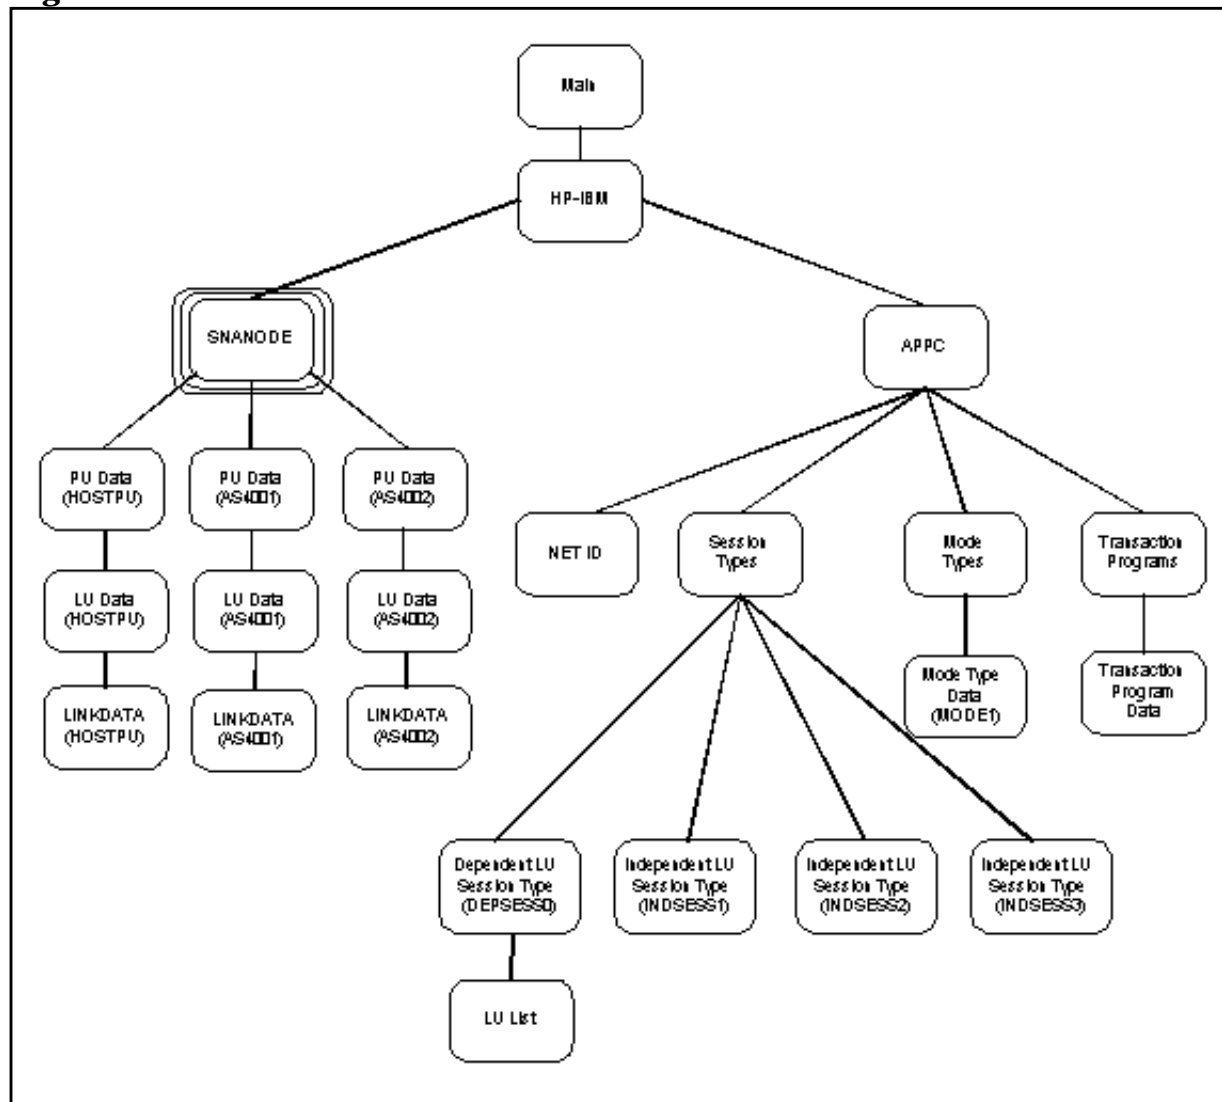 Main
HP-IBM
SNANODE
APPC
PU Data
(HOSTPU)
PU Data
(AS4001)
PU Data
(AS4002)
NET ID
Session
Types
Mode
Types
Transaction
Programs
LU Data
(HOSTPU)
LU Data
(AS4001)
LU Data
(AS4002)
LINKDATA
(HOSTPU)
LINKDATA
(AS4001)
LINKDATA
(AS4002)
Mode Type
Data
(MODE1)
Transaction
Program
Data
Dependent LU
Session Type
(DEPSESS0)
Independent LU
Session Type
(INDSESS1)
Independent LU
Session Type
(INDSESS2)
Independent LU
Session Type
(INDSESS3)
LU List